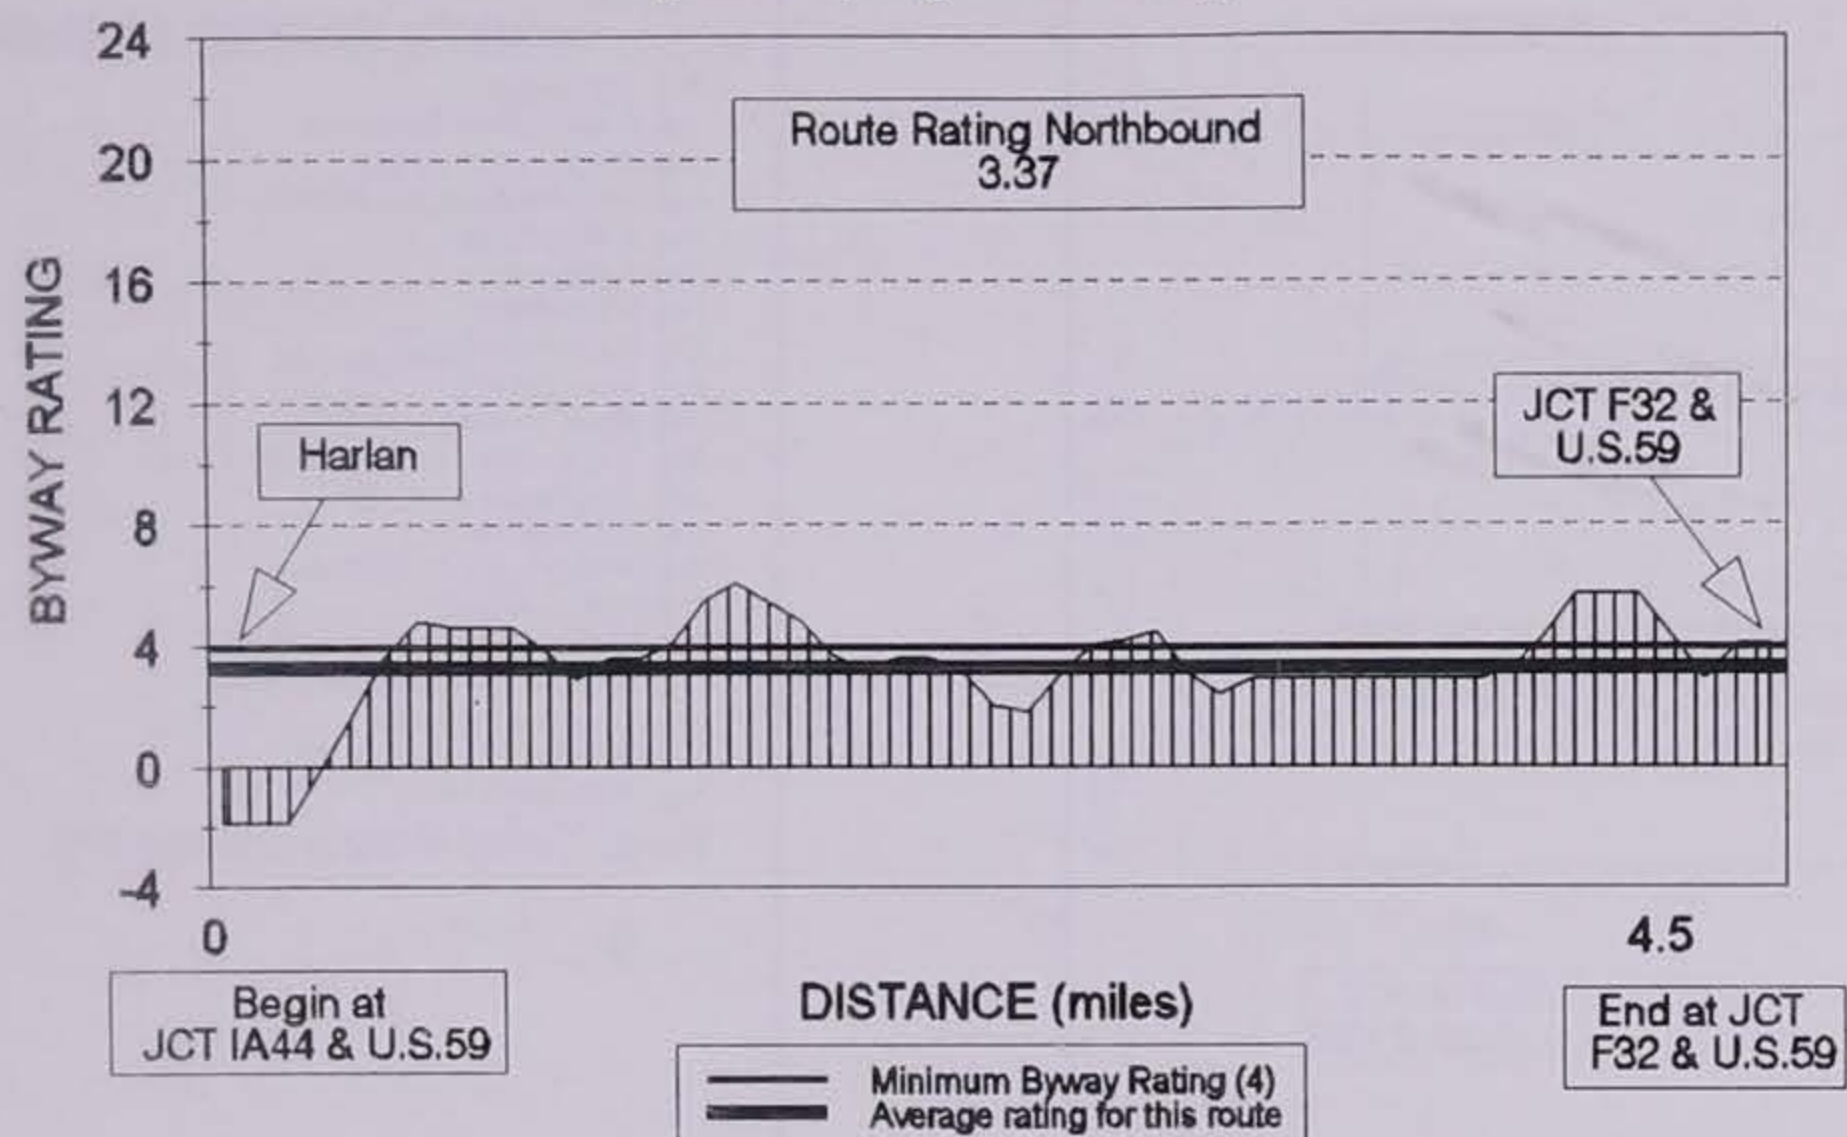 24
20
16
12
8
4
0
-4
BYWAY RATING
Route Rating Northbound
3.37
Harlan
JCT F32 &
U.S.59
0
4.5
Begin at
JCT IA44 & U.S.59
DISTANCE (miles)
End at JCT
F32 & U.S.59
Minimum Byway Rating (4)
Average rating for this route